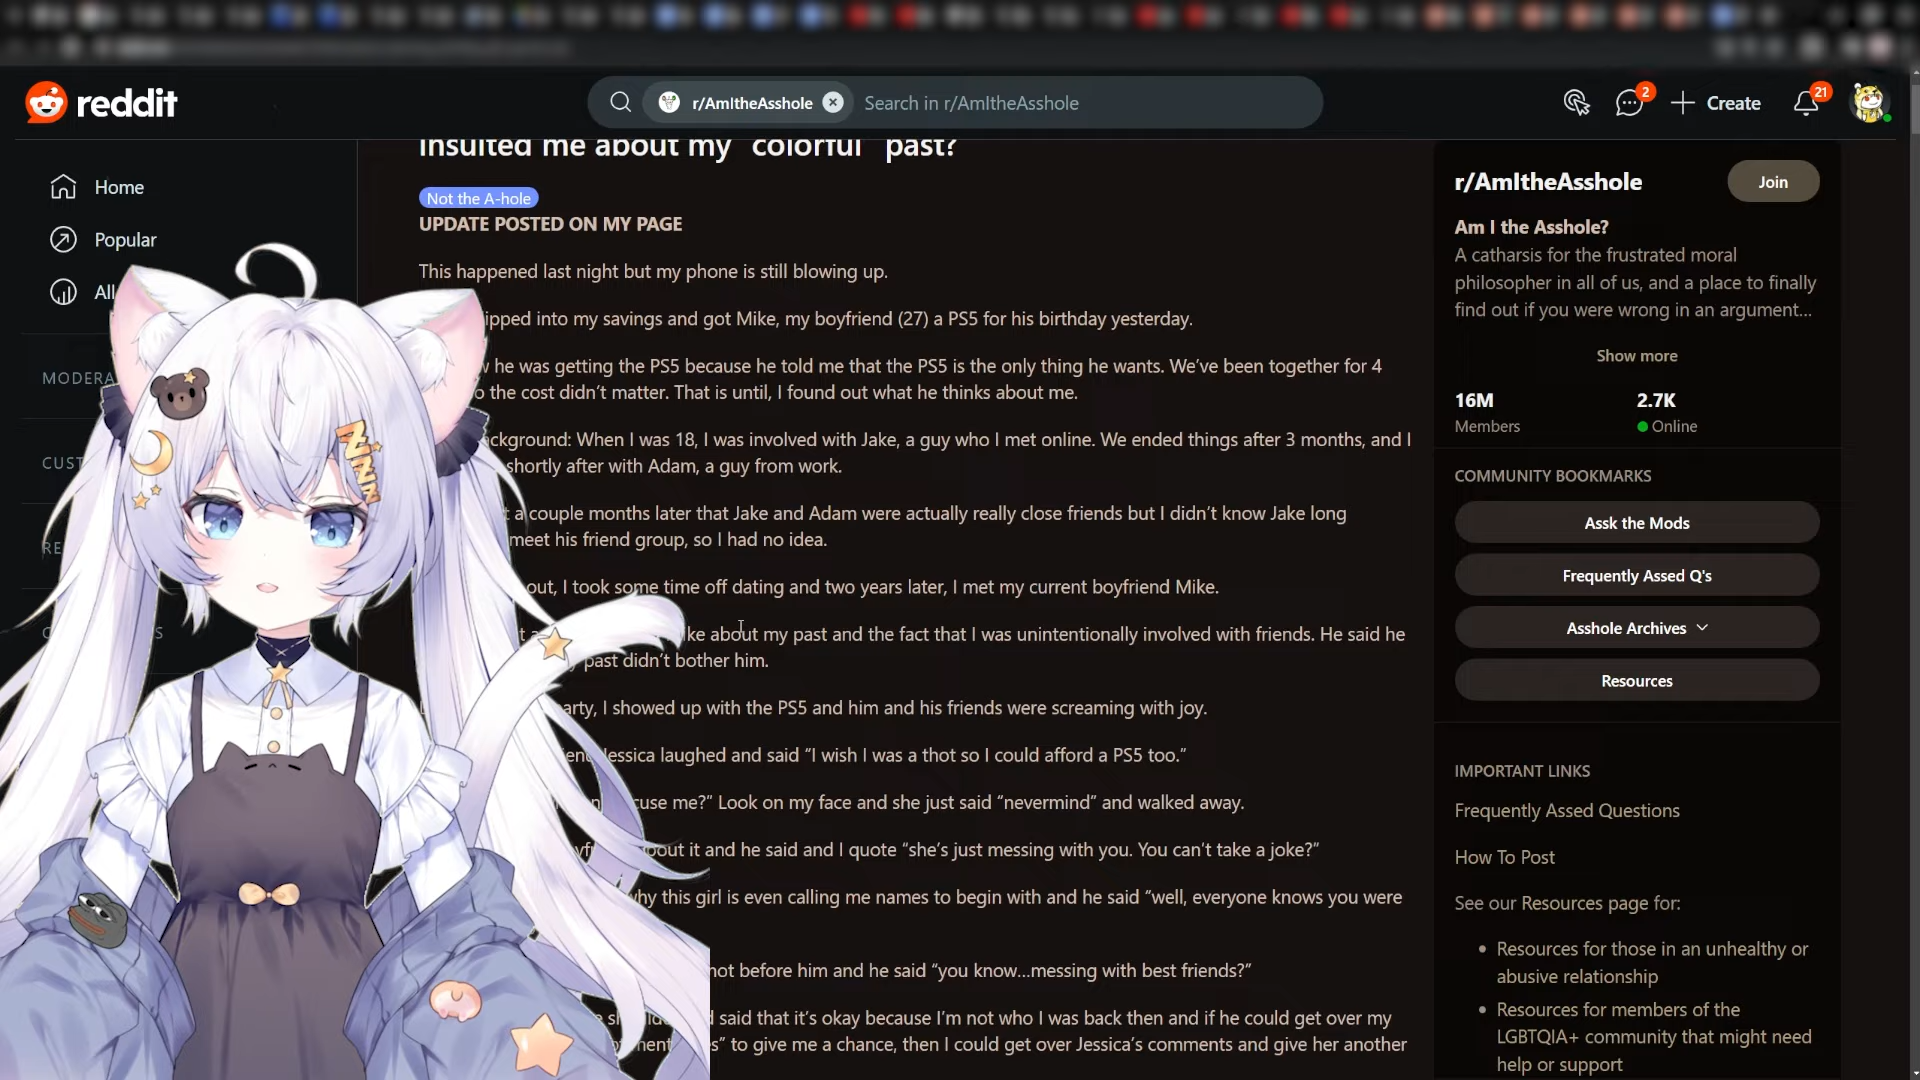 reddit
r/AmItheAsshole
Search in r/AmItheAsshole
2
Create
21
Home
Popular
All
MODERA
CUST
RE
insulted me about my "colorful" past?
Not the A-hole
UPDATE POSTED ON MY PAGE
This happened last night but my phone is still blowing up.
ipped into my savings and got Mike, my boyfriend (27) a PS5 for his birthday yesterday.
he was getting the PS5 because he told me that the PS5 is the only thing he wants. We've been together for 4
the cost didn't matter. That is until, I found out what he thinks about me.
ckground: When I was 18, I was involved with Jake, a guy who I met online. We ended things after 3 months, and I
shortly after with Adam, a guy from work.
a couple months later that Jake and Adam were actually really close friends but I didn't know Jake long
meet his friend group, so I had no idea.
out, I took some time off dating and two years later, I met my current boyfriend Mike.
ke about my past and the fact that I was unintentionally involved with friends. He said he
past didn't bother him.
arty, I showed up with the PS5 and him and his friends were screaming with joy.
Jessica laughed and said "I wish I was a thot so I could afford a PS5 too."
cuse me?" Look on my face and she just said "nevermind" and walked away.
out it and he said and I quote "she's just messing with you. You can't take a joke?"
why this girl is even calling me names to begin with and he said "well, everyone knows you were
hot before him and he said "you know...messing with best friends?"
said that it's okay because I'm not who I was back then and if he could get over my
to give me a chance, then I could get over Jessica's comments and give her another
r/AmItheAsshole
Join
Am I the Asshole?
A catharsis for the frustrated moral
philosopher in all of us, and a place to finally
find out if you were wrong in an argument...
Show more
16M
2.7K
Members
Online
COMMUNITY BOOKMARKS
Assk the Mods
Frequently Assed Q's
Asshole Archives
Resources
IMPORTANT LINKS
Frequently Assed Questions
How To Post
See our Resources page for:
• Resources for those in an unhealthy or
abusive relationship
• Resources for members of the
LGBTQIA+ community that might need
help or support